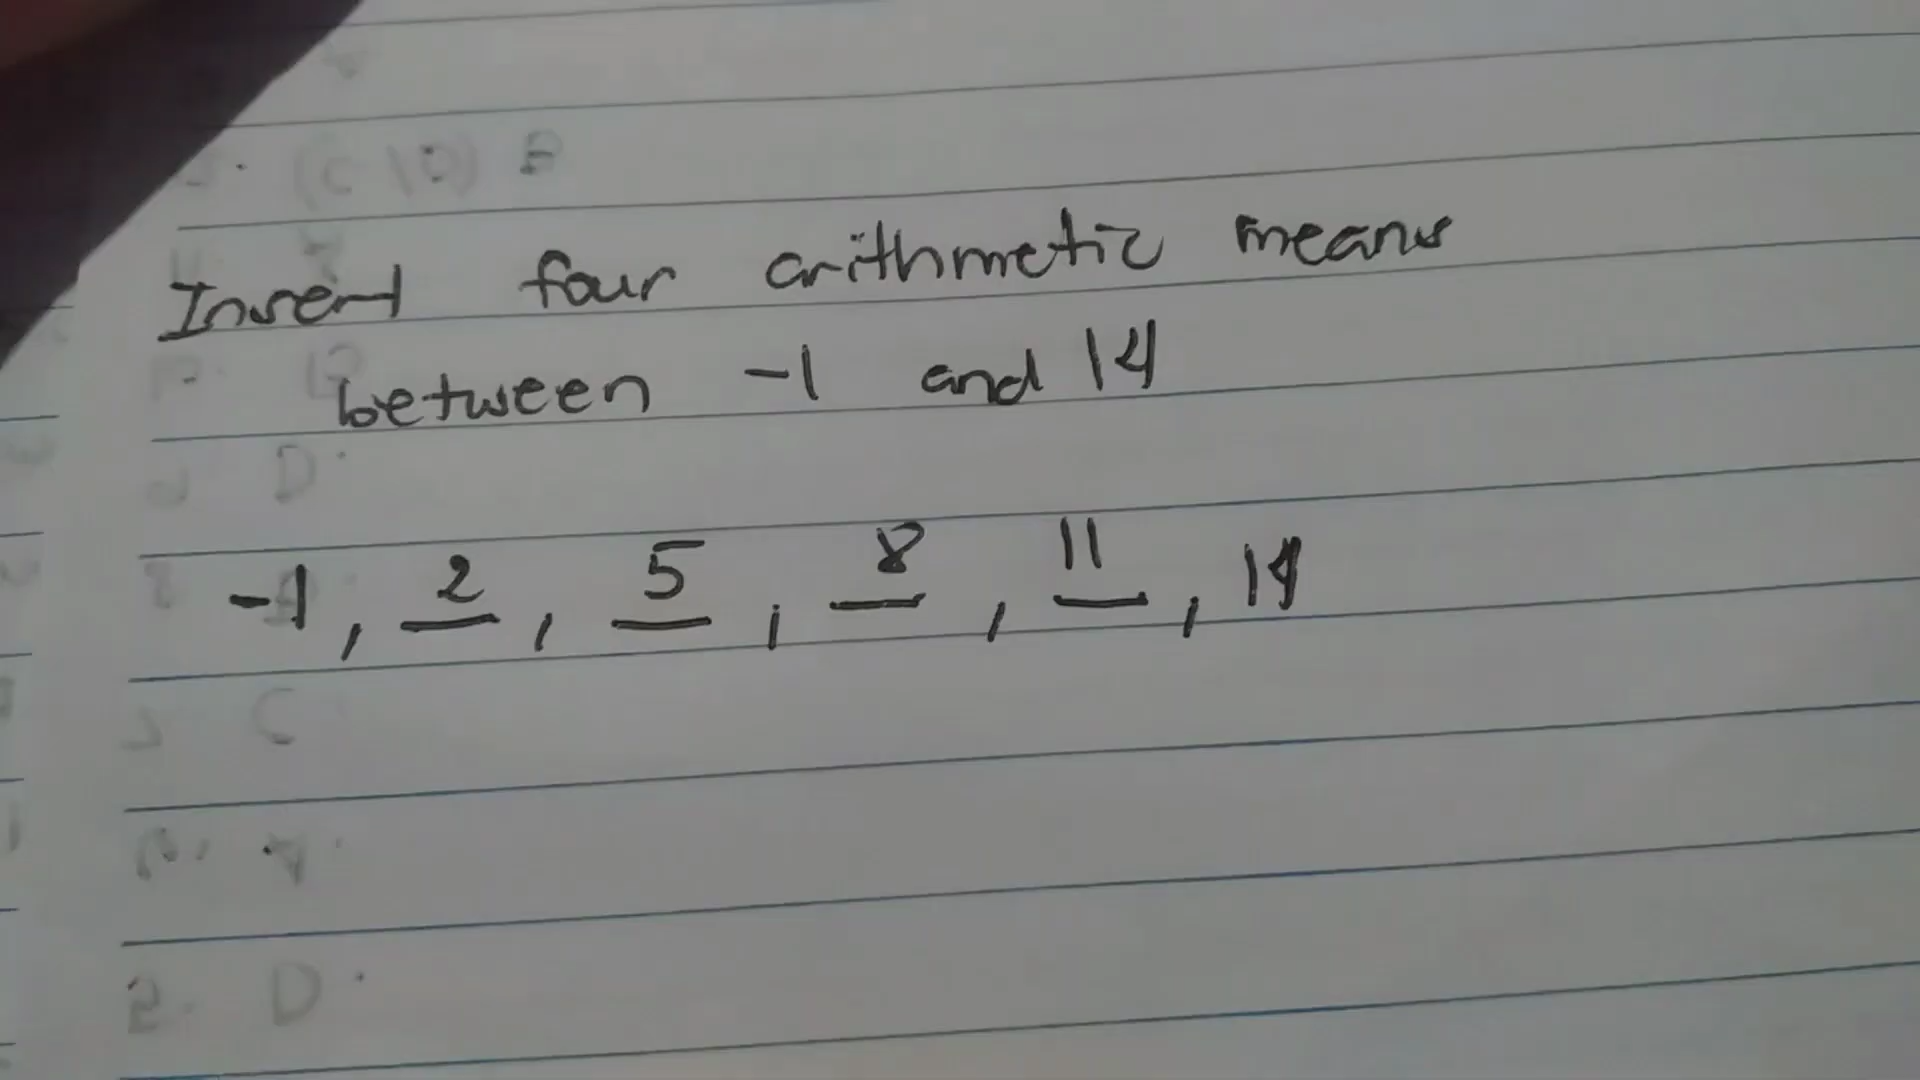 Insert four arithmetic means
between -1 and 14
-1, 2, 5, 8, 11, 14